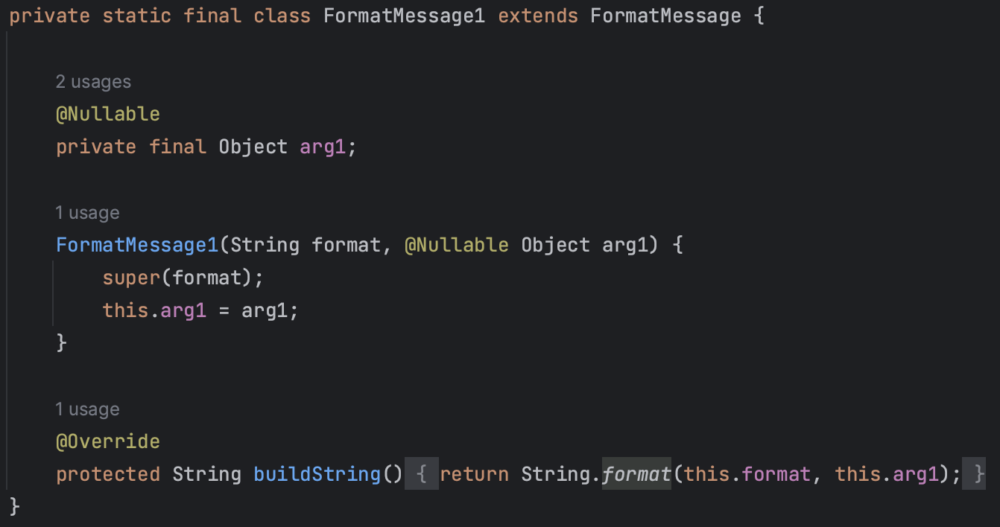 private static final class FormatMessage1 extends FormatMessage {
2 usages
@Nullable
private final Object arg1;
1 usage
FormatMessage1(String format, @Nullable Object arg1) {
super(format);
this.arg1 = arg1;
}
1 usage
@Override
protected String buildString() { return String.format(this.format, this.arg1); }
}